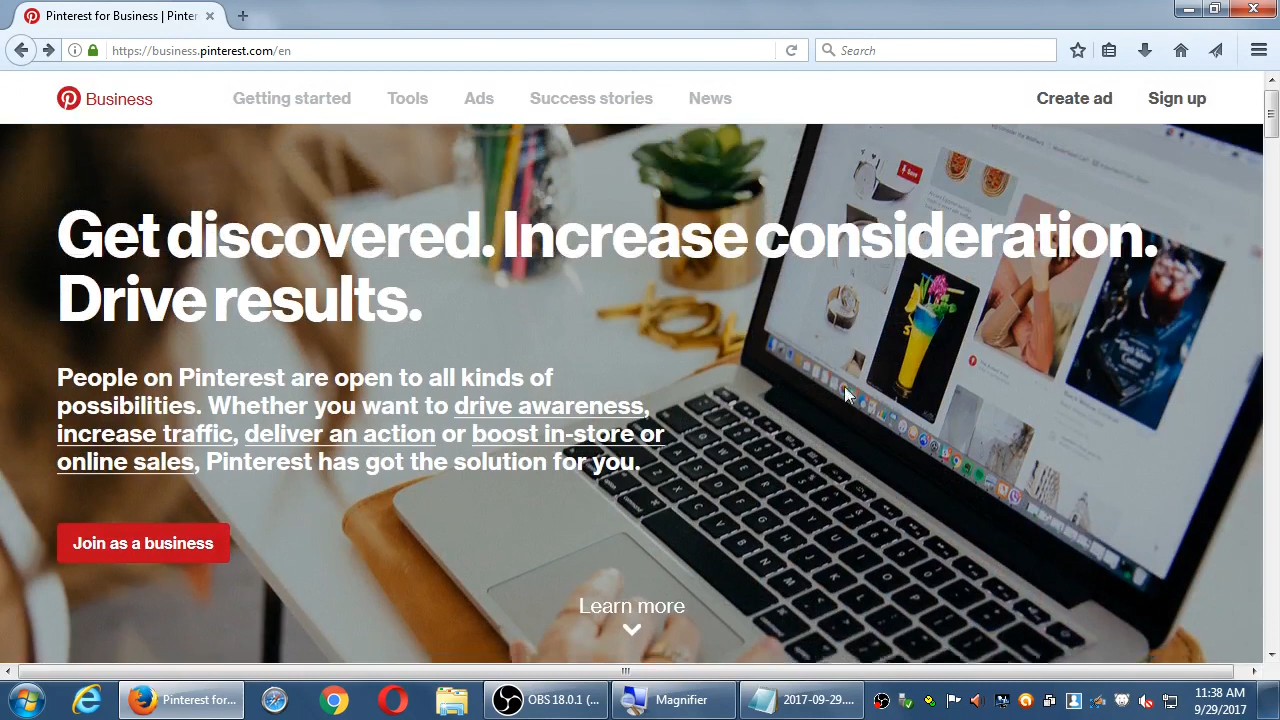 Pinterest for Business | Pinter
https://business.pinterest.com/en
Search
Business
Getting started
Tools
Ads
Success stories
News
Create ad
Sign up
Save
Get discovered. Increase consideration.
Drive results.
People on Pinterest are open to all kinds of
possibilities. Whether you want to drive awareness,
increase traffic, deliver an action or boost in-store or
online sales, Pinterest has got the solution for you.
Join as a business
Learn more
Pinterest for...
OBS 18.0.1 (...
Magnifier
2017-09-29....
11:38 AM
9/29/2017